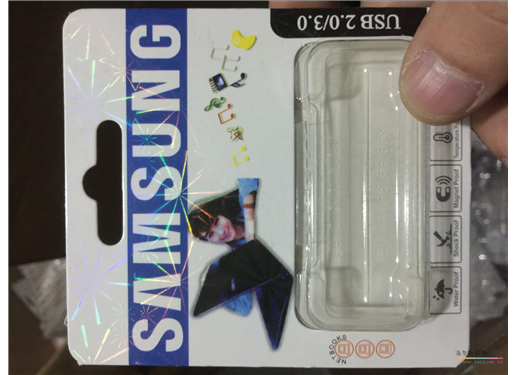 SAMSUNG
USB 2.0/3.0
Magnet Proof
Shock Proof
Water Proof
NETBOOKS